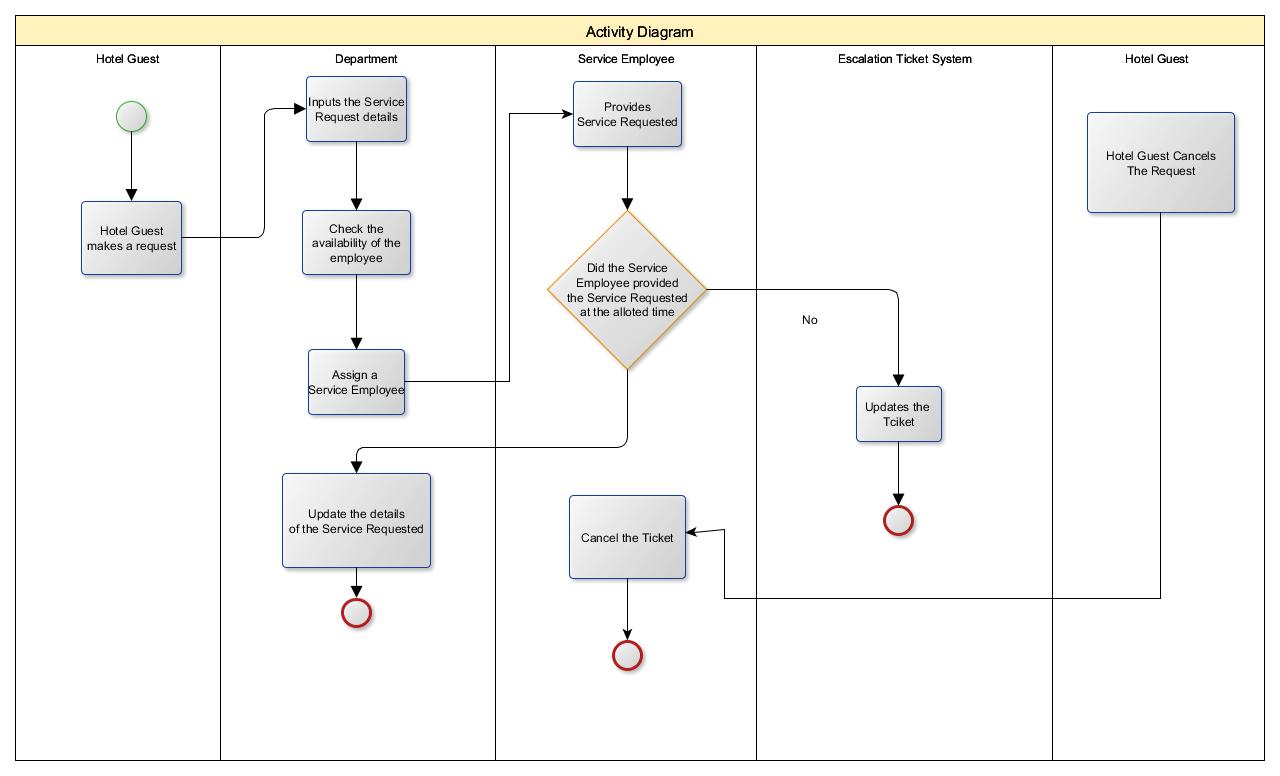 Activity Diagram
Hotel Guest
Department
Service Employee
Escalation Ticket System
Hotel Guest
Hotel Guest
makes a request
Inputs the Service
Request details
Check the
availability of the
employee
Assign a
Service Employee
Update the details
of the Service Requested
Provides
Service Requested
Did the Service
Employee provided
the Service Requested
at the alloted time
No
Cancel the Ticket
Updates the
Tciket
Hotel Guest Cancels
The Request